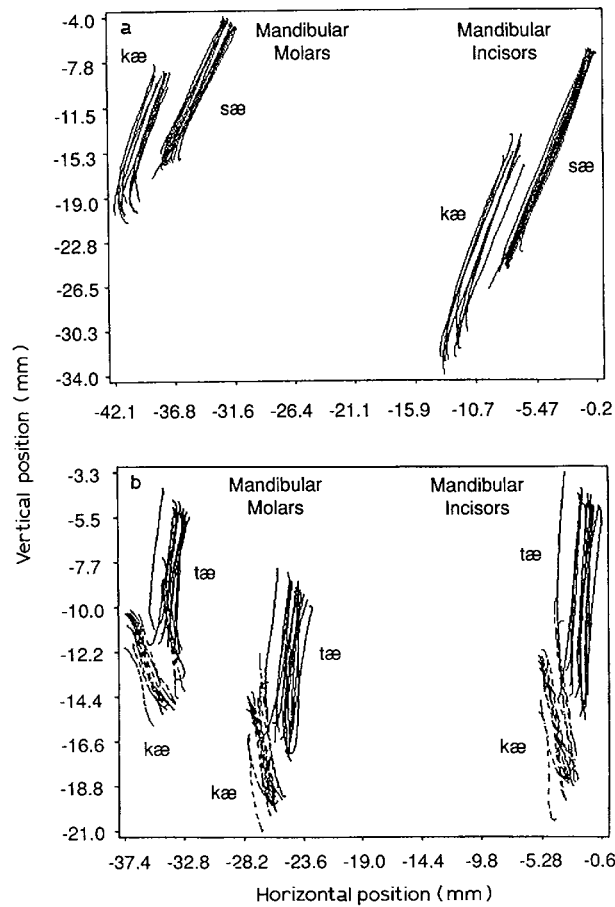 a
Mandibular
Molars
Mandibular
Incisors
kæ
sæ
kæ
sæ
-4.0
-7.8
-11.5
-15.3
-19.0
-22.8
-26.5
-30.3
-34.0
-42.1 -36.8 -31.6 -26.4 -21.1 -15.9 -10.7 -5.47 -0.2
Vertical position (mm)
b
Mandibular
Molars
Mandibular
Incisors
tæ
tæ
tæ
kæ
kæ
kæ
-3.3
-5.5
-7.7
-10.0
-12.2
-14.4
-16.6
-18.8
-21.0
-37.4 -32.8 -28.2 -23.6 -19.0 -14.4 -9.8 -5.28 -0.6
Horizontal position (mm)